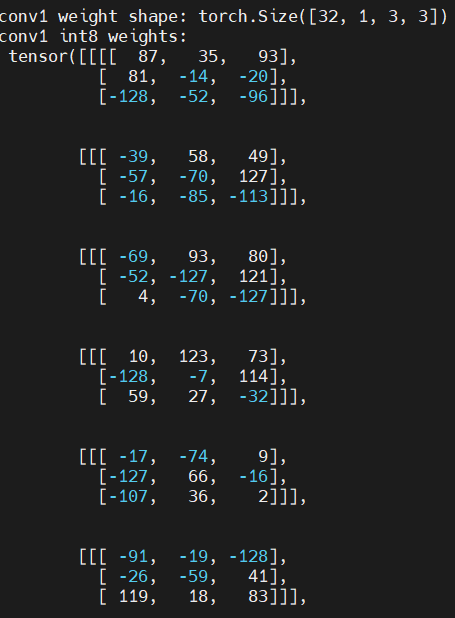 conv1 weight shape: torch.Size([32, 1, 3, 3])
conv1 int8 weights:
 tensor([[[[  87,   35,   93],
          [  81,  -14,  -20],
          [-128,  -52,  -96]]],
        [[[ -39,   58,   49],
          [ -57,  -70,  127],
          [ -16,  -85, -113]]],
        [[[ -69,   93,   80],
          [ -52, -127,  121],
          [   4,  -70, -127]]],
        [[[  10,  123,   73],
          [-128,   -7,  114],
          [  59,   27,  -32]]],
        [[[ -17,  -74,    9],
          [-127,   66,  -16],
          [-107,   36,    2]]],
        [[[ -91,  -19, -128],
          [ -26,  -59,   41],
          [ 119,   18,   83]]],